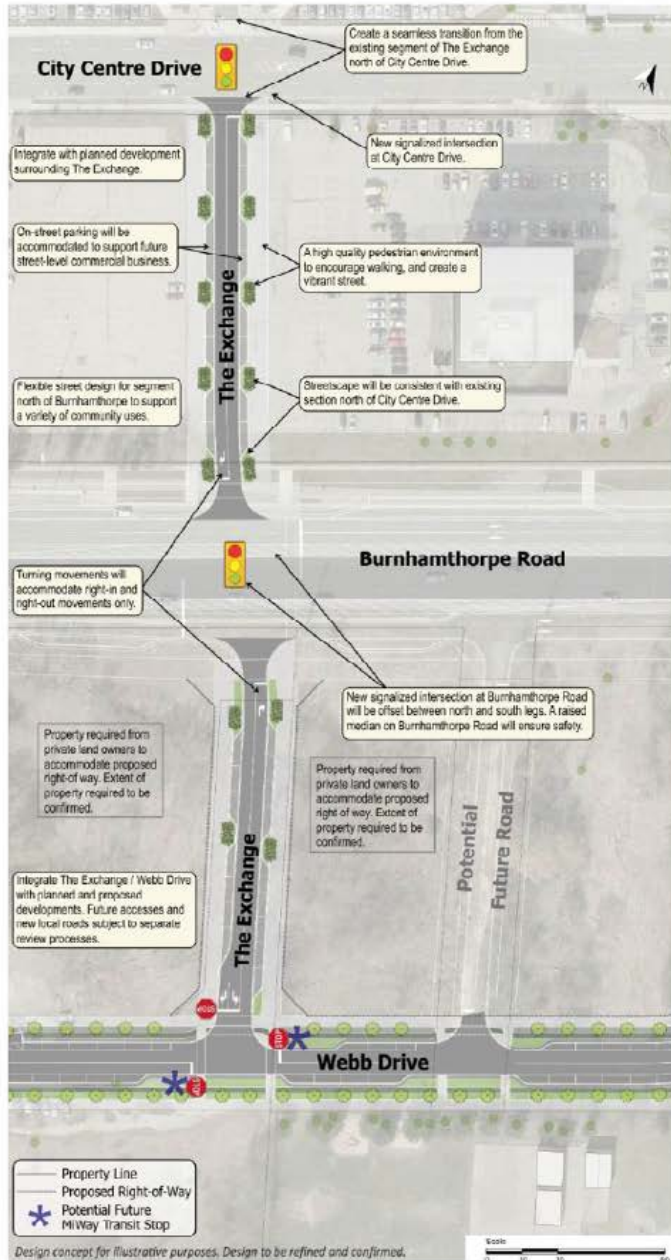 Create a seamless transition from the
existing segment of The Exchange
north of City Centre Drive.
City Centre Drive
N
New signalized intersection
at City Centre Drive.
Integrate with planned development
surrounding The Exchange.
On-street parking will be
accommodated to support future
street-level commercial business.
A high quality pedestrian environment
to encourage walking, and create a
vibrant street.
The Exchange
Flexible street design for segment
north of Burnhamthorpe to support
a variety of community uses.
Streetscape will be consistent with existing
section north of City Centre Drive.
Burnhamthorpe Road
Turning movements will
accommodate right-in and
right-out movements only.
New signalized intersection at Burnhamthorpe Road
will be offset between north and south legs. A raised
median on Burnhamthorpe Road will ensure safety.
Property required from
private land owners to
accommodate proposed
right-of way. Extent of
property required to be
confirmed.
Property required from
private land owners to
accommodate proposed
right of way. Extent of
property required to be
confirmed.
Potential
Future Road
The Exchange
Integrate The Exchange / Webb Drive
with planned and proposed
developments. Future accesses and
new local roads subject to separate
review processes.
STOP
STOP
Webb Drive
STOP
Property Line
Proposed Right-of-Way
Potential Future
MiWay Transit Stop
Design concept for illustrative purposes. Design to be refined and confirmed.
Scale